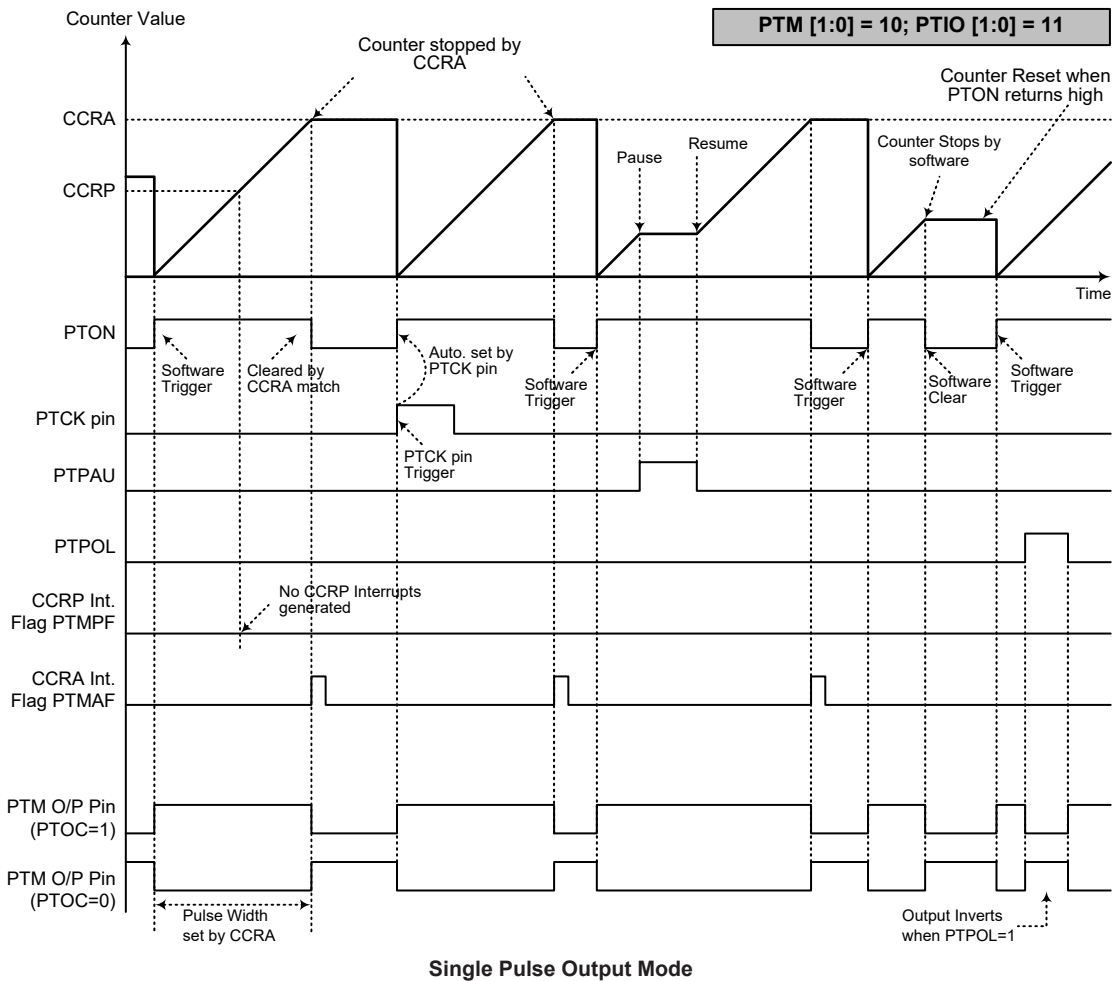 Counter Value
PTM [1:0] = 10; PTIO [1:0] = 11
Counter stopped by
CCRA
Counter Reset when
PTON returns high
CCRA
CCRP
Pause
Resume
Counter Stops by
software
Time
PTON
Software
Trigger
Cleared by
CCRA match
Auto. set by
PTCK pin
Software
Trigger
Software
Trigger
Software
Clear
Software
Trigger
PTCK pin
PTCK pin
Trigger
PTPAU
PTPOL
No CCRP Interrupts
generated
CCRP Int.
Flag PTMPF
CCRA Int.
Flag PTMAF
PTM O/P Pin
(PTOC=1)
PTM O/P Pin
(PTOC=0)
Pulse Width
set by CCRA
Output Inverts
when PTPOL=1
Single Pulse Output Mode